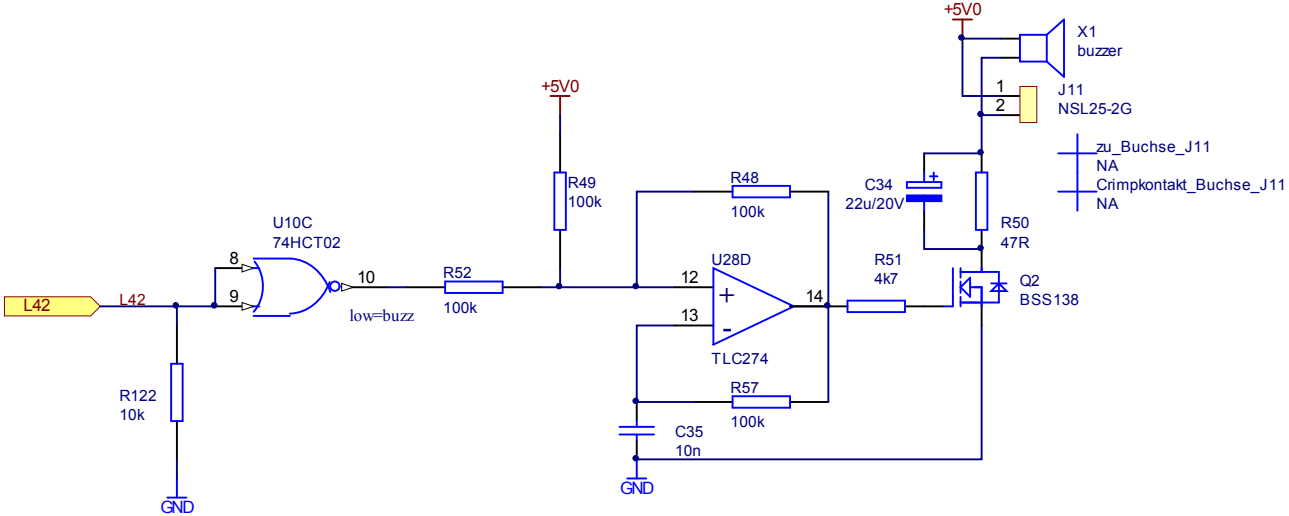 +5V0
X1
buzzer
J11
NSL25-2G
1
2
zu_Buchse_J11
NA
Crimpkontakt_Buchse_J11
NA
+5V0
R49
100k
R48
100k
C34
22u/20V
+
R50
47R
U10C
74HCT02
8
9
10
low=buzz
L42
L42
R52
100k
U28D
12
+
13
-
14
TLC274
R51
4k7
Q2
BSS138
R122
10k
R57
100k
C35
10n
GND
GND